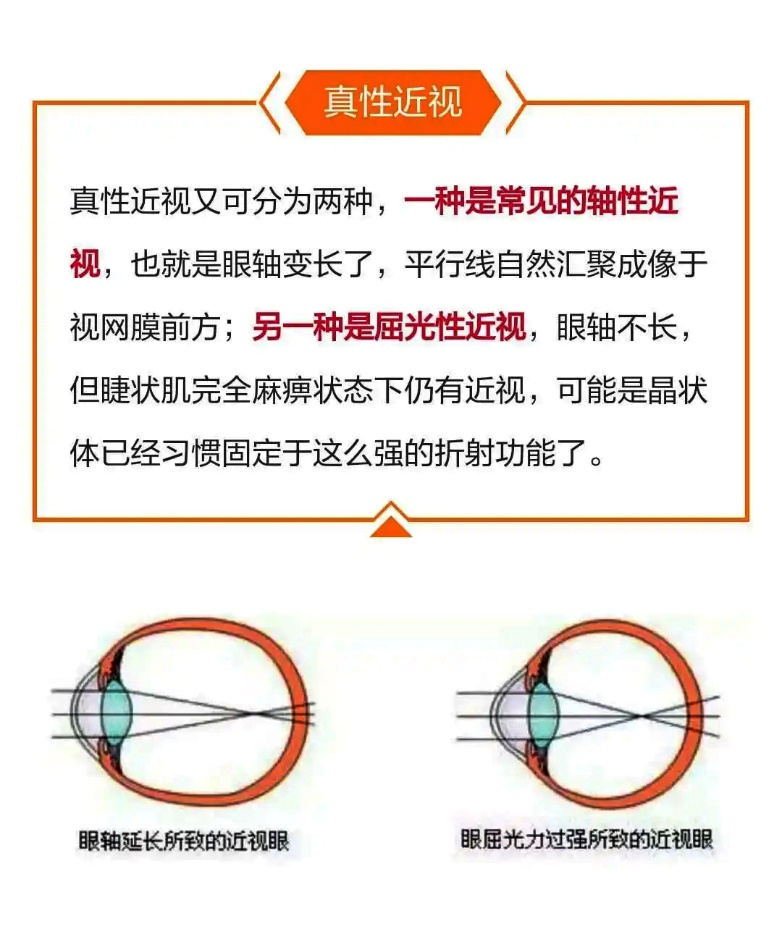 真性近视
真性近视又可分为两种，一种是常见的轴性近
视，也就是眼轴变长了，平行线自然汇聚成像于
视网膜前方；另一种是屈光性近视，眼轴不长，
但睫状肌完全麻痹状态下仍有近视，可能是晶状
体已经习惯固定于这么强的折射功能了。
眼轴延长所致的近视眼
眼屈光力过强所致的近视眼